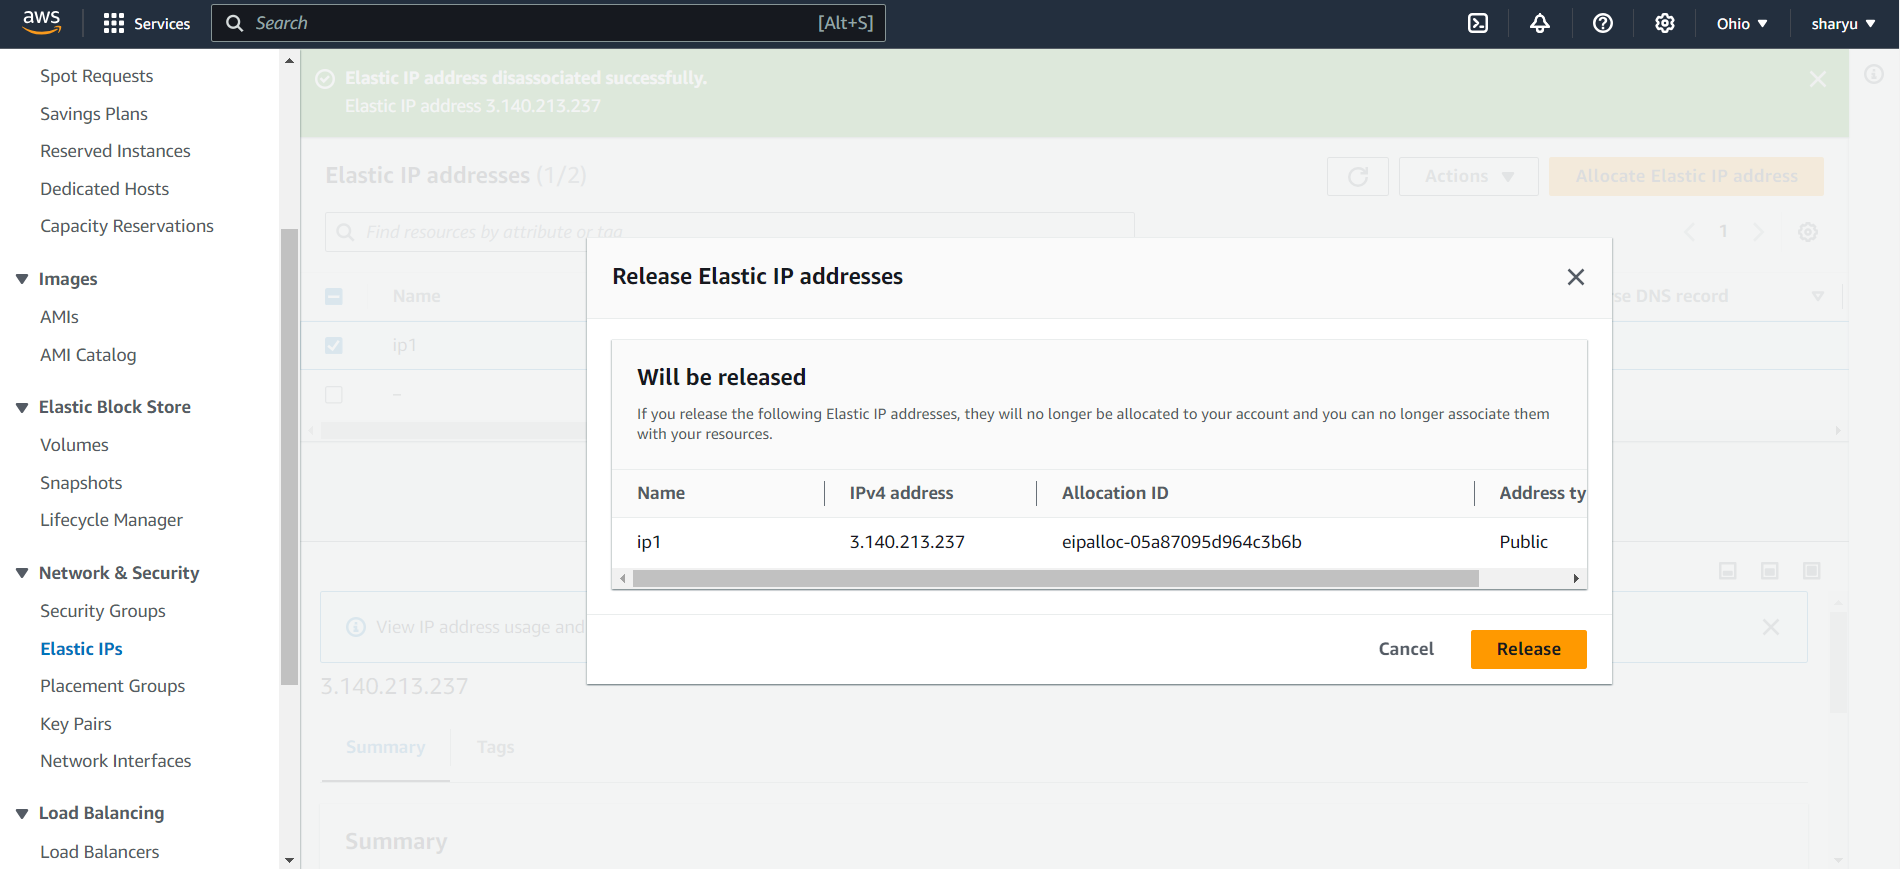 aws
Services
Search
[Alt+S]
Ohio
sharyu
Spot Requests
Savings Plans
Reserved Instances
Dedicated Hosts
Capacity Reservations
Images
AMIs
AMI Catalog
Elastic Block Store
Volumes
Snapshots
Lifecycle Manager
Network & Security
Security Groups
Elastic IPs
Placement Groups
Key Pairs
Network Interfaces
Load Balancing
Load Balancers
Elastic IP address disassociated successfully.
Elastic IP address 3.140.213.237
Elastic IP addresses (1/2)
Actions
Allocate Elastic IP address
Find resources by attribute or tag
1
Name
se DNS record
ip1
–
Release Elastic IP addresses
Will be released
If you release the following Elastic IP addresses, they will no longer be allocated to your account and you can no longer associate them
with your resources.
Name IPv4 address Allocation ID Address ty
ip1 3.140.213.237 eipalloc-05a87095d964c3b6b Public
Cancel
Release
View IP address usage and
3.140.213.237
Summary
Tags
Summary